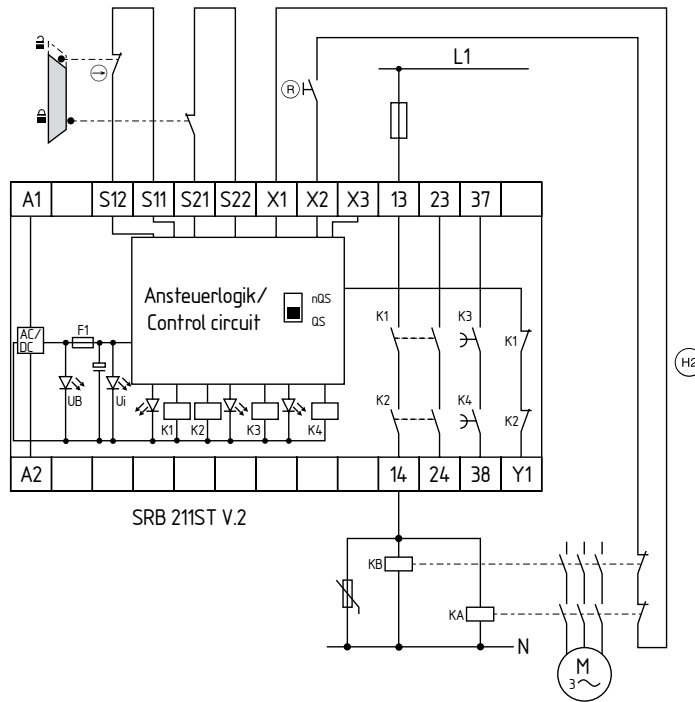 L1
R
A1 S12 S11 S21 S22 X1 X2 X3 13 23 37
Ansteuerlogik/
Control circuit
nQS
QS
K1 K3
AC/
DC
F1
K1
H2
UB Ui
K1 K2 K3 K4
K2 K4 K2
A2 14 24 38 Y1
SRB 211ST V.2
KB
KA
N
M
3~